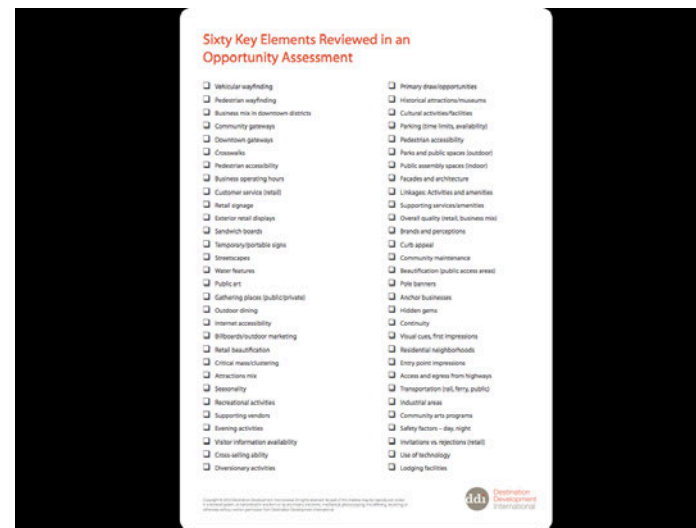 Sixty Key Elements Reviewed in an
Opportunity Assessment
Vehicular wayfinding
Pedestrian wayfinding
Business mix in downtown districts
Community gateways
Downtown gateways
Crosswalks
Pedestrian accessibility
Business operating hours
Customer service (retail)
Retail signage
Exterior retail displays
Sandwich boards
Temporary/portable signs
Streetscapes
Water features
Public art
Gathering places (public/private)
Outdoor dining
Internet accessibility
Billboards/outdoor marketing
Retail beautification
Critical mass/clustering
Attractions mix
Seasonality
Recreational activities
Supporting vendors
Evening activities
Visitor information availability
Cross-selling ability
Diversionary activities
Primary draw/opportunities
Historical attractions/museums
Cultural activities/facilities
Parking (time limits, availability)
Pedestrian accessibility
Parks and public spaces (outdoor)
Public assembly spaces (indoor)
Facades and architecture
Linkages: Activities and amenities
Supporting services/amenities
Overall quality (retail, business mix)
Brands and perceptions
Curb appeal
Community maintenance
Beautification (public access areas)
Pole banners
Anchor businesses
Hidden gems
Continuity
Visual cues, first impressions
Residential neighborhoods
Entry point impressions
Access and egress from highways
Transportation (rail, ferry, public)
Industrial areas
Community arts programs
Safety factors – day, night
Invitations vs. rejections (retail)
Use of technology
Lodging facilities
ddi
Destination
Development
International